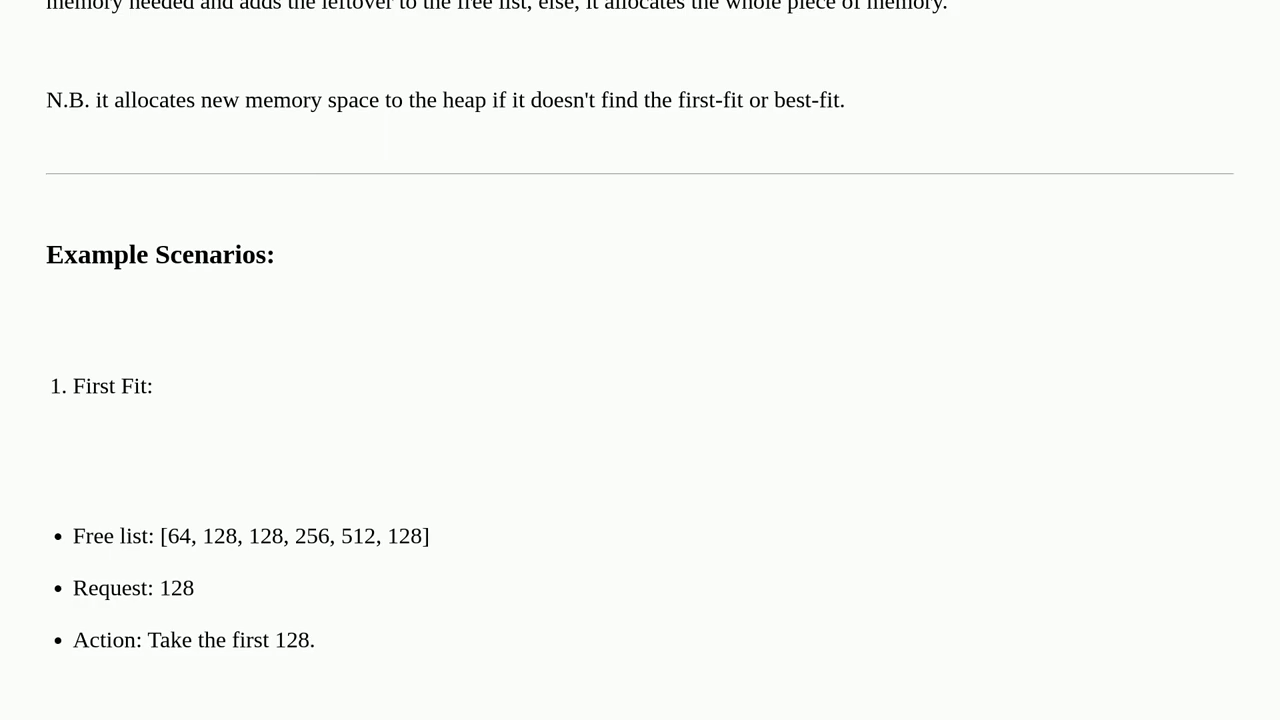 memory needed and adds the leftover to the free list, else, it allocates the whole piece of memory.
N.B. it allocates new memory space to the heap if it doesn't find the first-fit or best-fit.
Example Scenarios:
1. First Fit:
• Free list: [64, 128, 128, 256, 512, 128]
• Request: 128
• Action: Take the first 128.